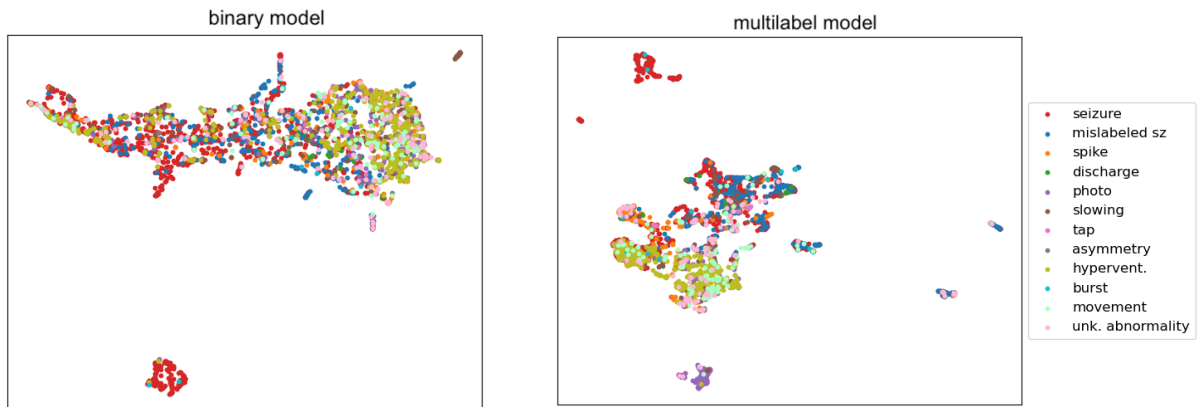 binary model
multilabel model
seizure
mislabeled sz
spike
discharge
photo
slowing
tap
asymmetry
hypervent.
burst
movement
unk. abnormality